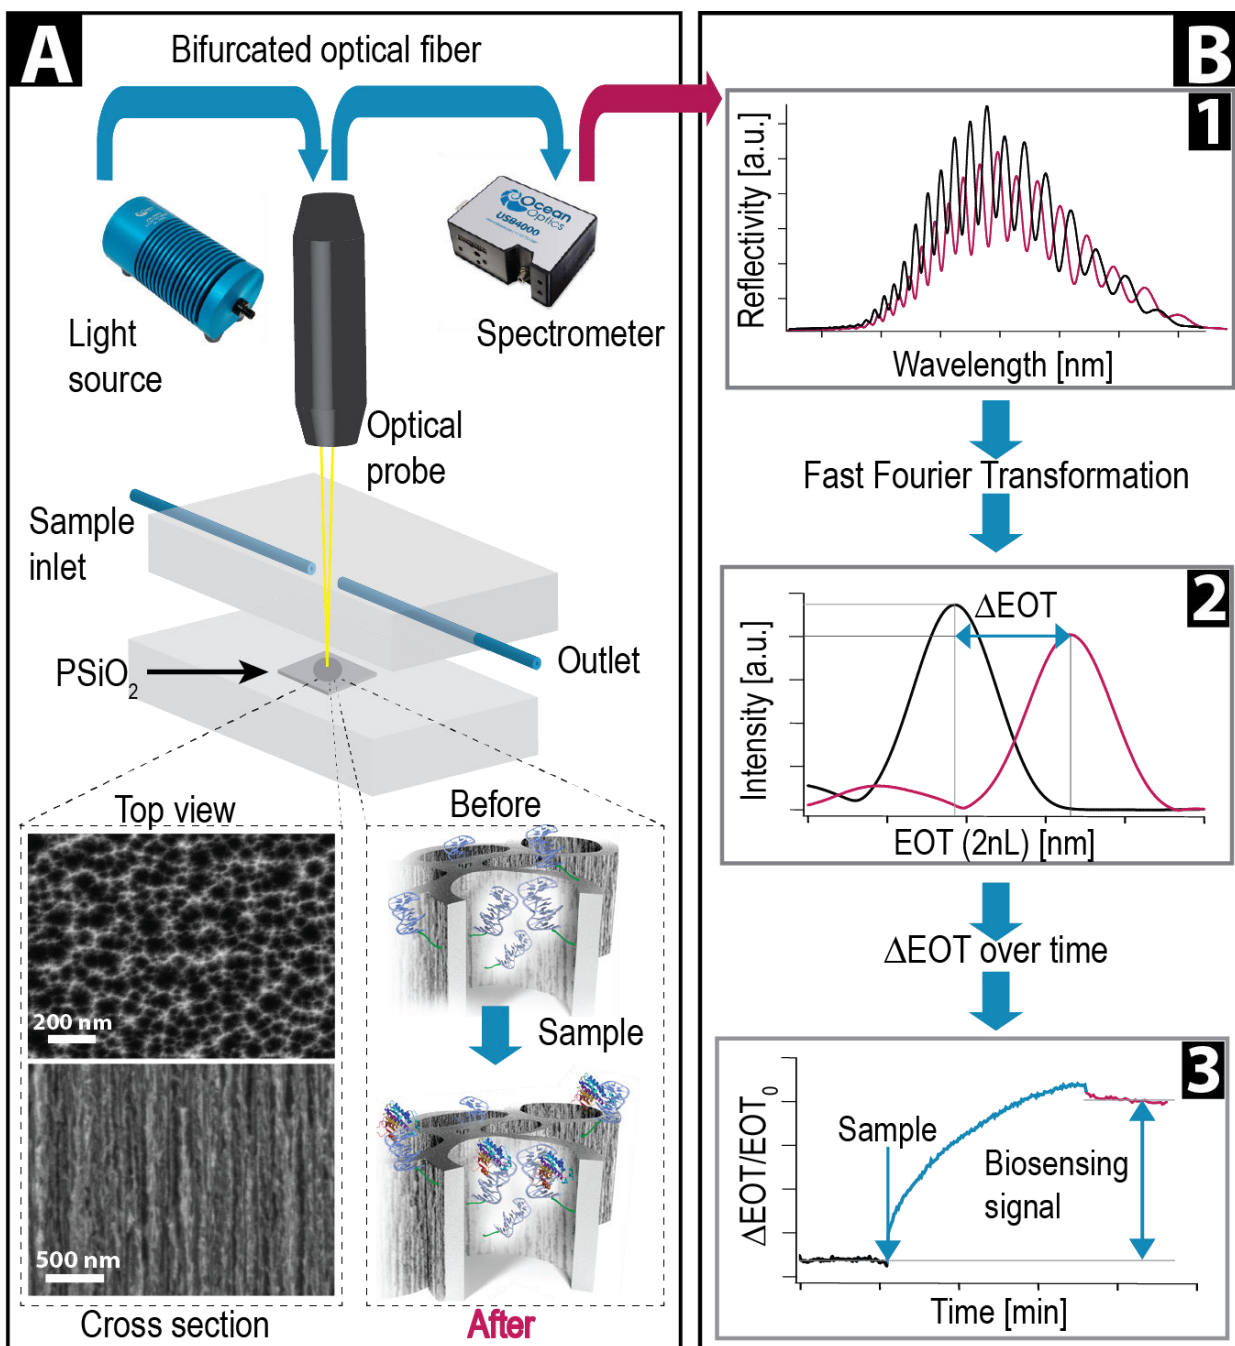 A
Bifurcated optical fiber
Ocean
Optics
USB4000
Light
source
Spectrometer
Optical
probe
Sample
inlet
Outlet
PSiO2
Top view
200 nm
500 nm
Cross section
Before
Sample
After
B
1
Reflectivity [a.u.]
Wavelength [nm]
Fast Fourier Transformation
2
ΔEOT
Intensity [a.u.]
EOT (2nL) [nm]
ΔEOT over time
3
ΔEOT/EOT0
Sample
Biosensing
signal
Time [min]